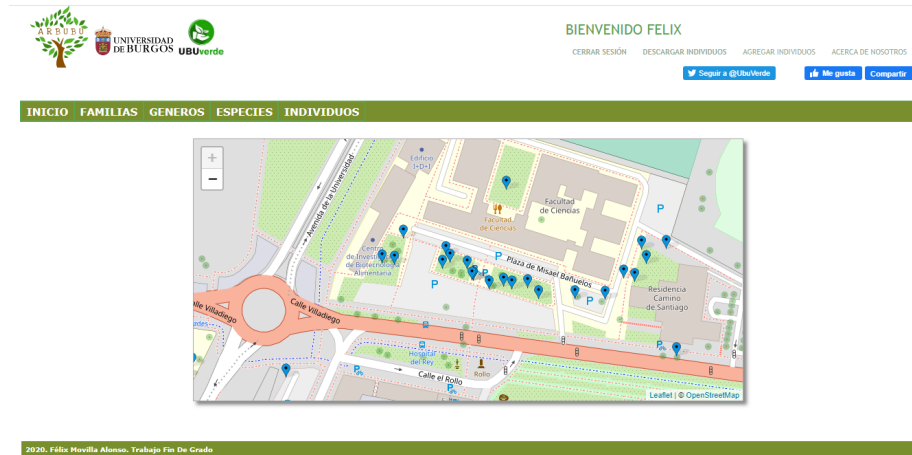 ARBUBU
UNIVERSIDAD
DE BURGOS
UBUverde
BIENVENIDO FELIX
CERRAR SESIÓN DESCARGAR INDIVIDUOS AGREGAR INDIVIDUOS ACERCA DE NOSOTROS
Seguir a @UbuVerde
Me gusta
Compartir
INICIO FAMILIAS GENEROS ESPECIES INDIVIDUOS
+
−
Edificio
I+D+I
Avenida de la Universidad
Facultad
de Ciencias
P
Facultad
de Ciencias
Centro
de Investigación
de Biotecnología
Alimentaria
P
Plaza de Misael Bañuelos
P
P
Residencia
Camino
de Santiago
Calle Villadiego
Calle Villadiego
Hospital
del Rey
Rollo
P
P
Calle el Rollo
P
Leaflet | © OpenStreetMap
2020. Félix Movilla Alonso. Trabajo Fin De Grado